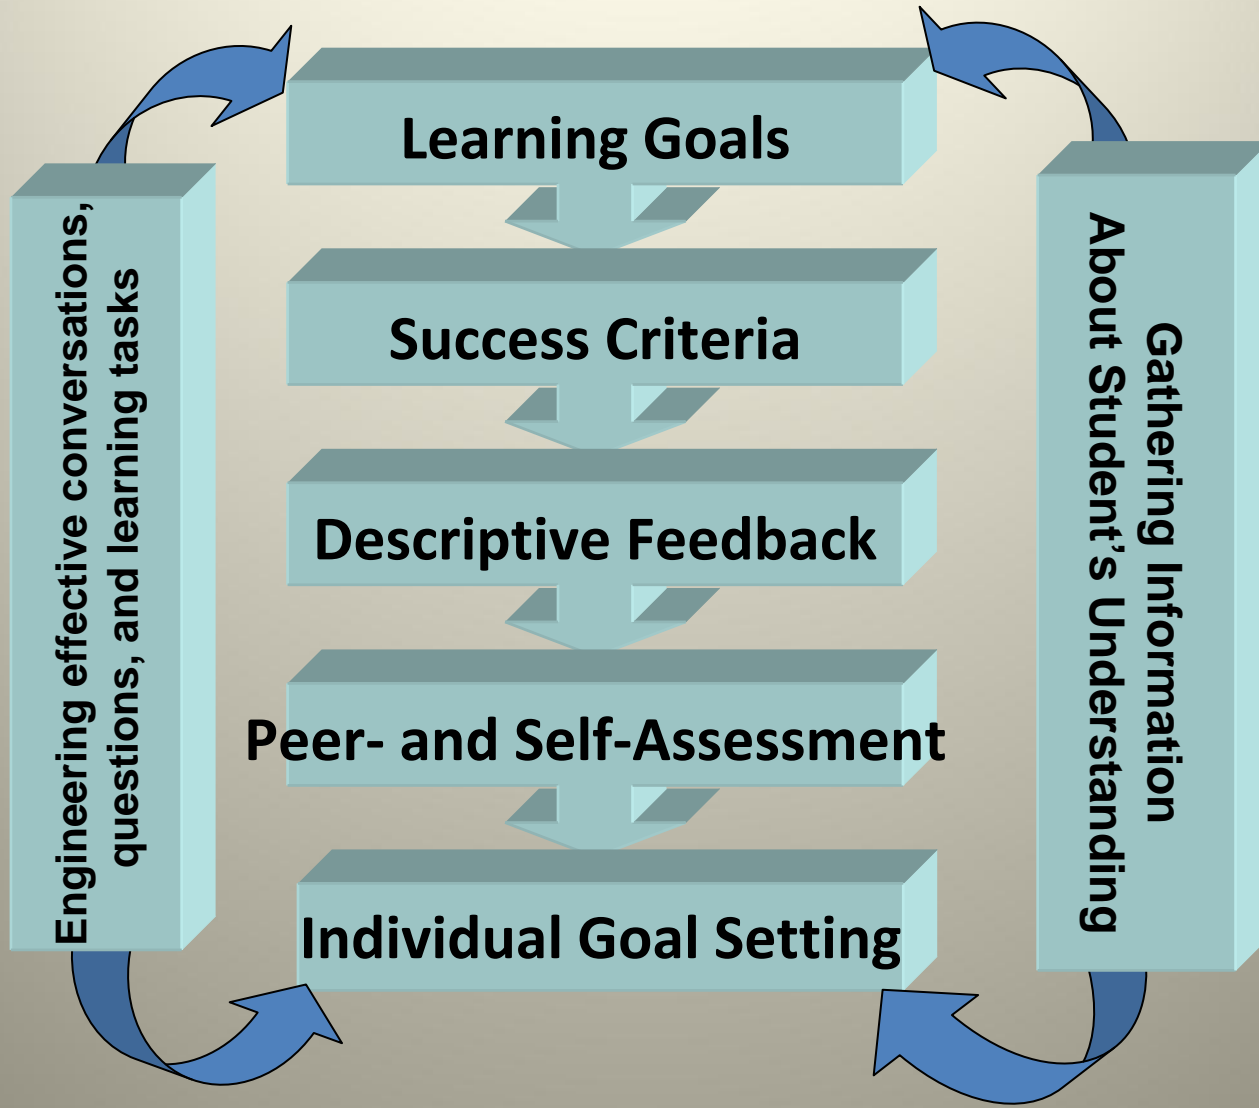 Learning Goals
Success Criteria
Descriptive Feedback
Peer- and Self-Assessment
Individual Goal Setting
Engineering effective conversations,
questions, and learning tasks
Gathering Information
About Student's Understanding